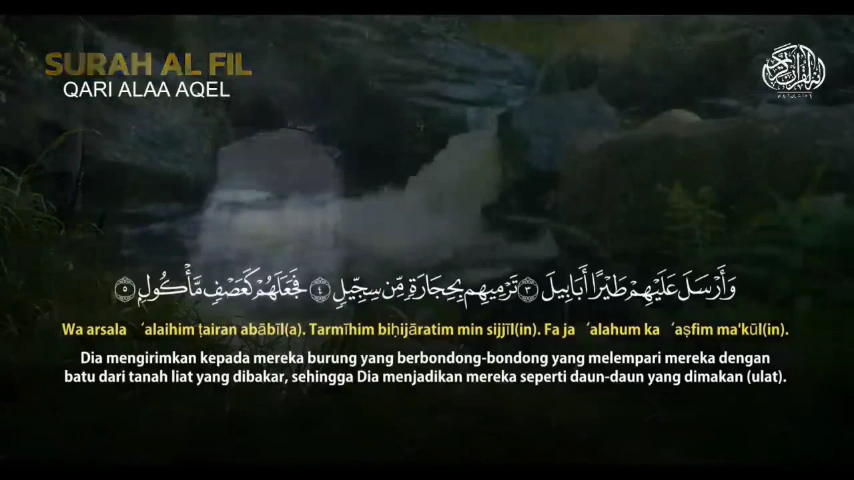 SURAH AL FIL
QARI ALAA AQEL
وَأَرْسَلَ عَلَيْهِمْ طَيْرًا أَبَابِيلَ ٣ تَرْمِيهِم بِحِجَارَةٍ مِّن سِجِّيلٍ ٤ فَجَعَلَهُمْ كَعَصْفٍ مَّأْكُولٍ ٥
Wa arsala ‘alaihim ṭairan abābīl(a). Tarmīhim biḥijāratim min sijjīl(in). Fa ja ‘alahum ka ‘aṣfim ma'kūl(in).
Dia mengirimkan kepada mereka burung yang berbondong-bondong yang melempari mereka dengan
batu dari tanah liat yang dibakar, sehingga Dia menjadikan mereka seperti daun-daun yang dimakan (ulat).